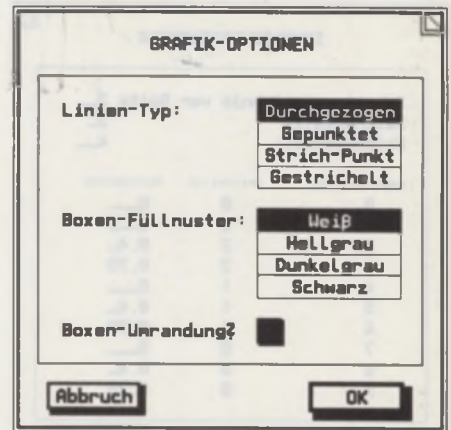 GRAFIK-OPTIONEN
Linien-Typ:
Durchgezogen
Gepunktet
Strich-Punkt
Gestrichelt
Boxen-Füllmuster:
Weiß
Hellgrau
Dunkelgrau
Schwarz
Boxen-Umrandung?
Abbruch
OK